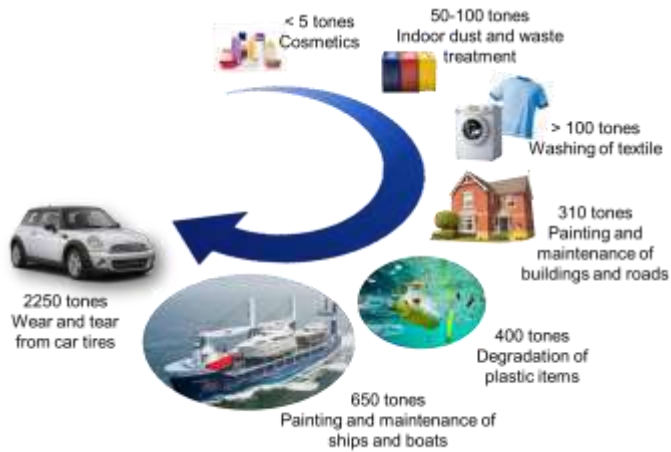 < 5 tones
Cosmetics
50-100 tones
Indoor dust and waste
treatment
> 100 tones
Washing of textile
310 tones
Painting and
maintenance of
buildings and roads
400 tones
Degradation of
plastic items
650 tones
Painting and maintenance of
ships and boats
2250 tones
Wear and tear
from car tires